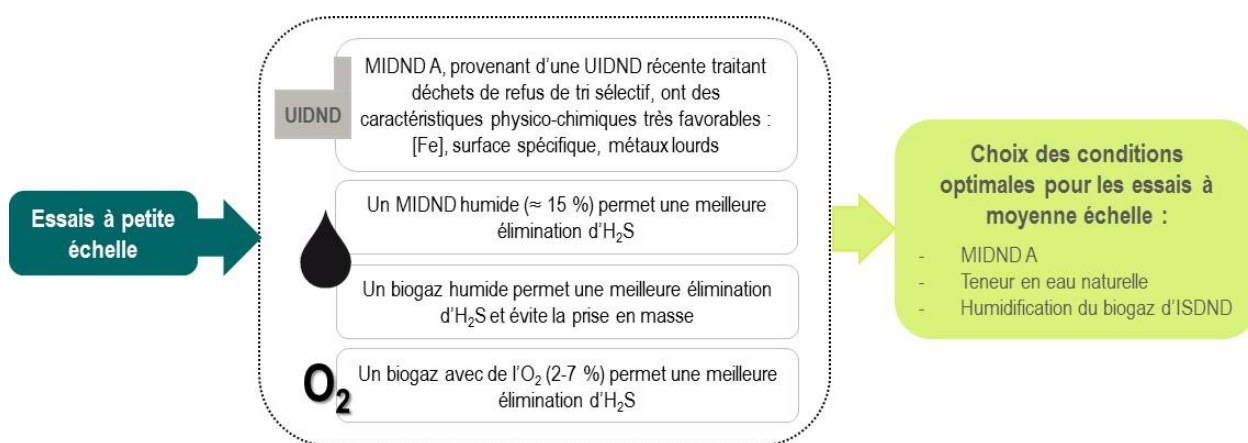 Essais à petite
échelle
UIDND
MIDND A, provenant d'une UIDND récente traitant
déchets de refus de tri sélectif, ont des
caractéristiques physico-chimiques très favorables :
[Fe], surface spécifique, métaux lourds
Un MIDND humide (≈ 15 %) permet une meilleure
élimination d'H₂S
Un biogaz humide permet une meilleure élimination
d'H₂S et évite la prise en masse
O₂
Un biogaz avec de l'O₂ (2-7 %) permet une meilleure
élimination d'H₂S
Choix des conditions
optimales pour les essais à
moyenne échelle :
- MIDND A
- Teneur en eau naturelle
- Humidification du biogaz d'ISDND